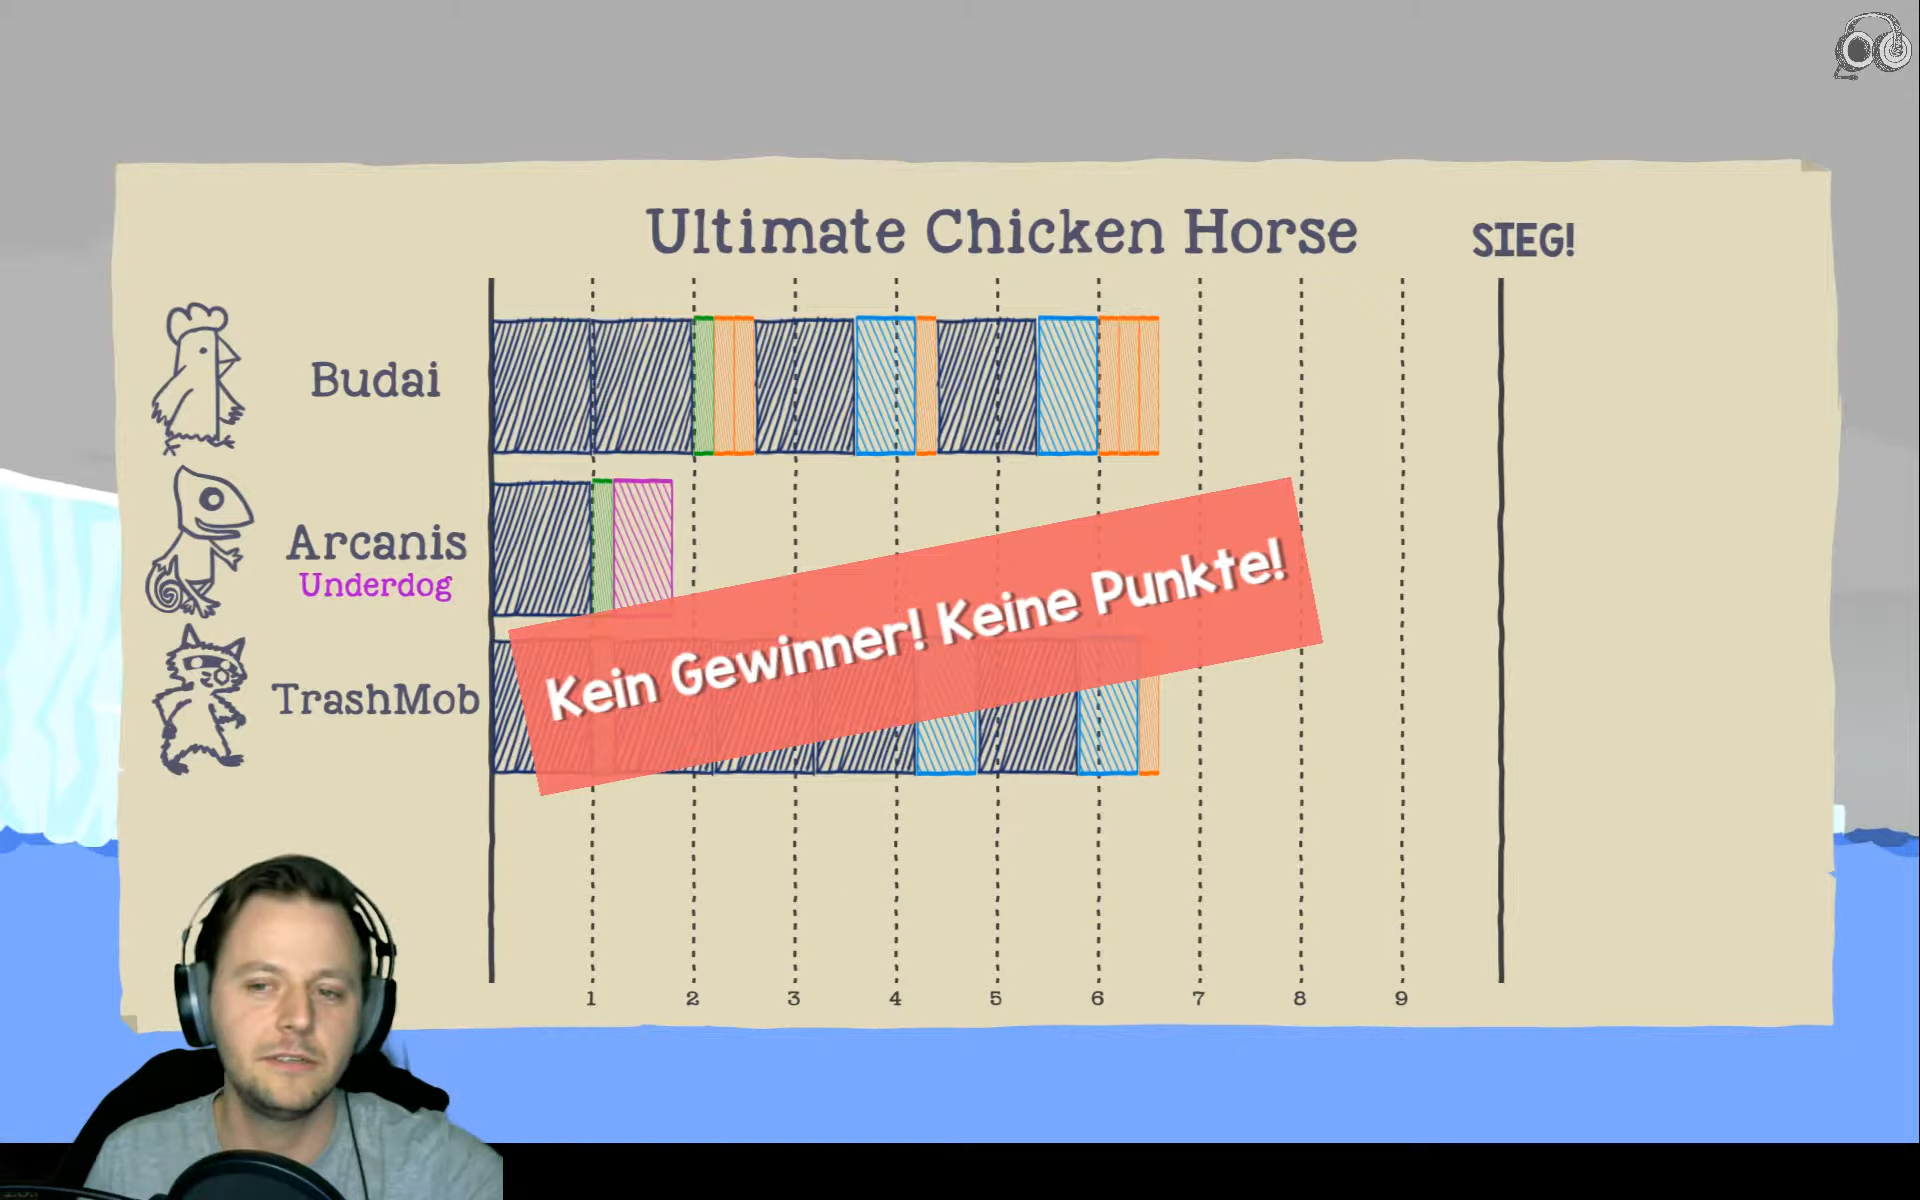 Ultimate Chicken Horse
SIEG!
Budai
Arcanis
Underdog
Kein Gewinner! Keine Punkte!
TrashMob
1 2 3 4 5 6 7 8 9